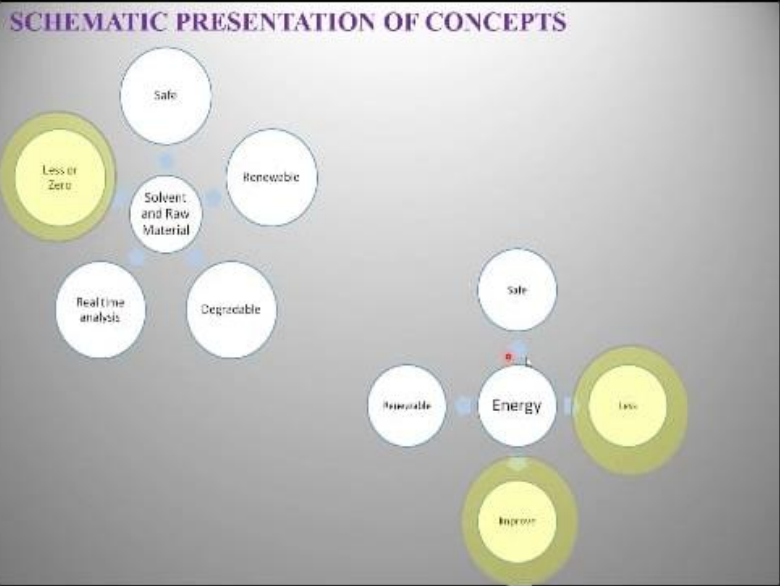 SCHEMATIC PRESENTATION OF CONCEPTS
Safe
Less or
Zero
Renewable
Solvent
and Raw
Material
Real time
analysis
Degradable
Safe
Renewable
Energy
Less
Improve